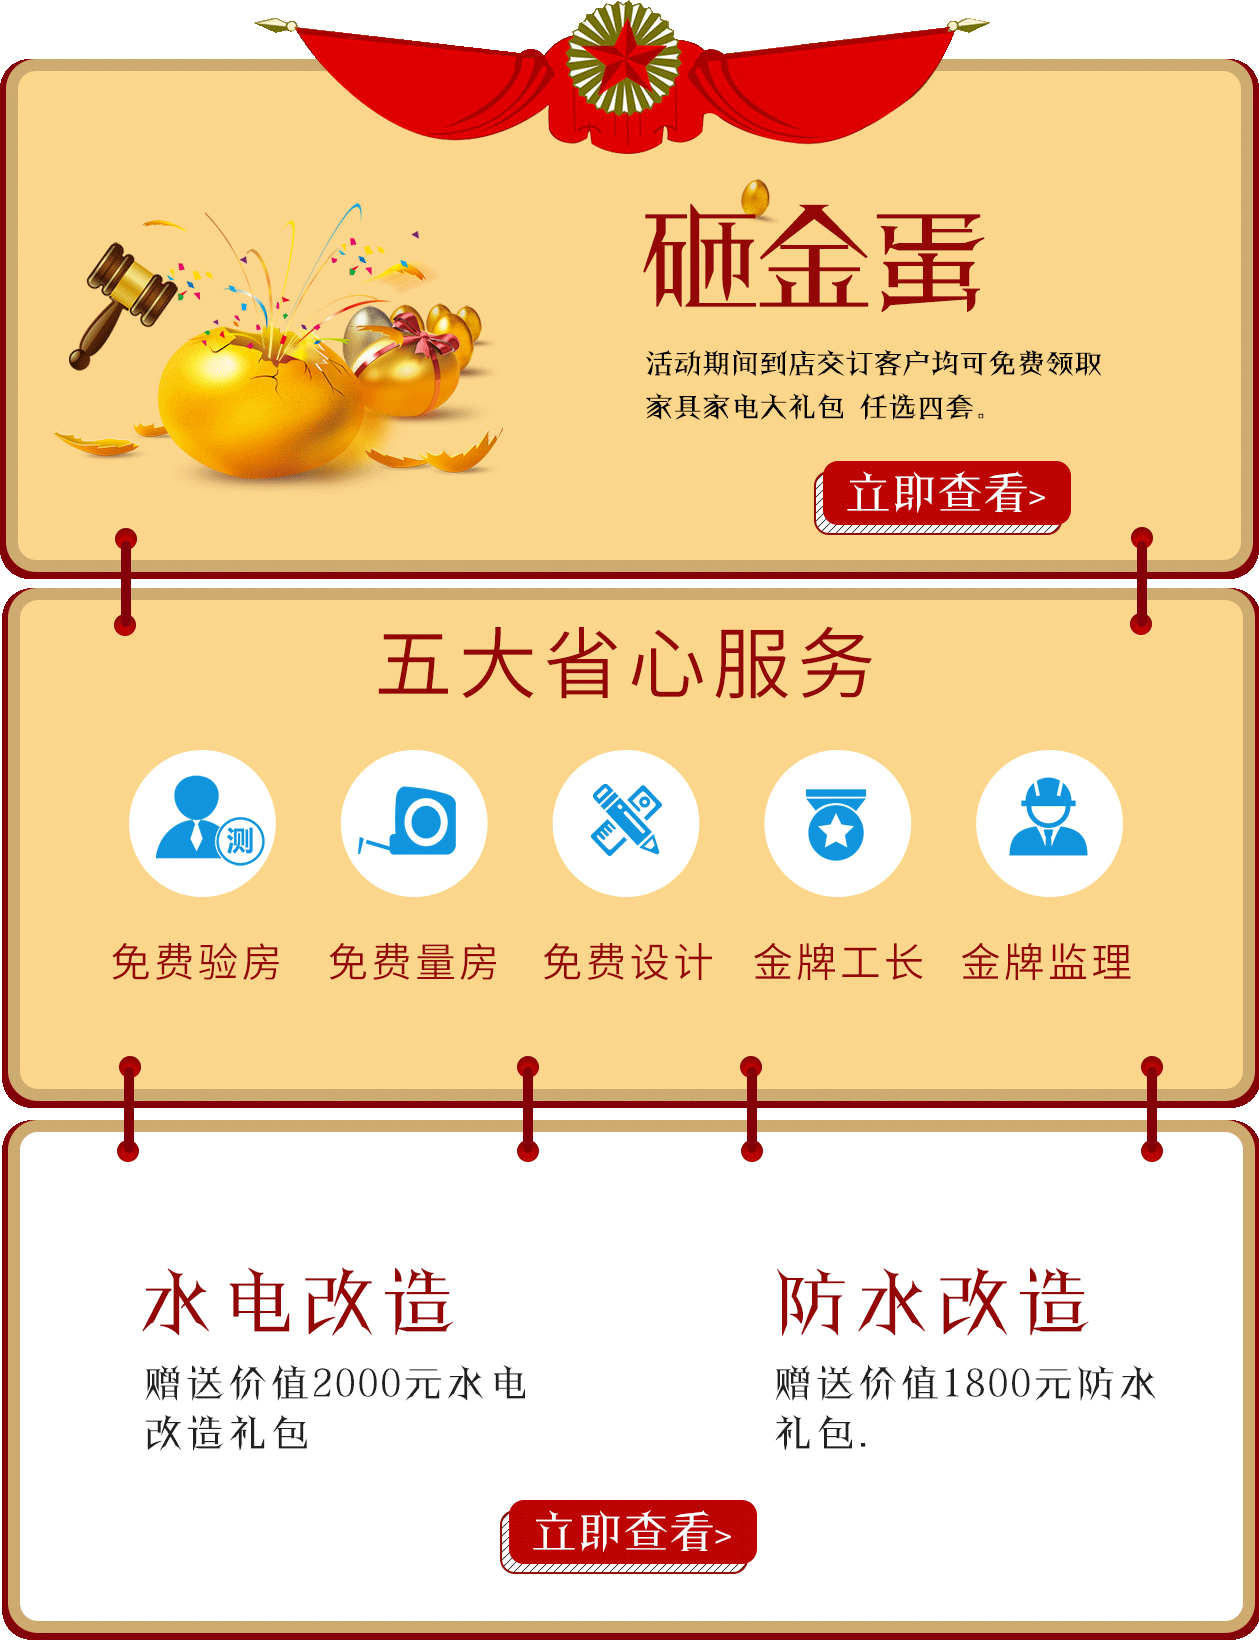 砸金蛋
活动期间到店交订客户均可免费领取
家具家电大礼包 任选四套。
立即查看>
五大省心服务
测
免费验房 免费量房 免费设计 金牌工长 金牌监理
水电改造
赠送价值2000元水电
改造礼包
防水改造
赠送价值1800元防水
礼包.
立即查看>